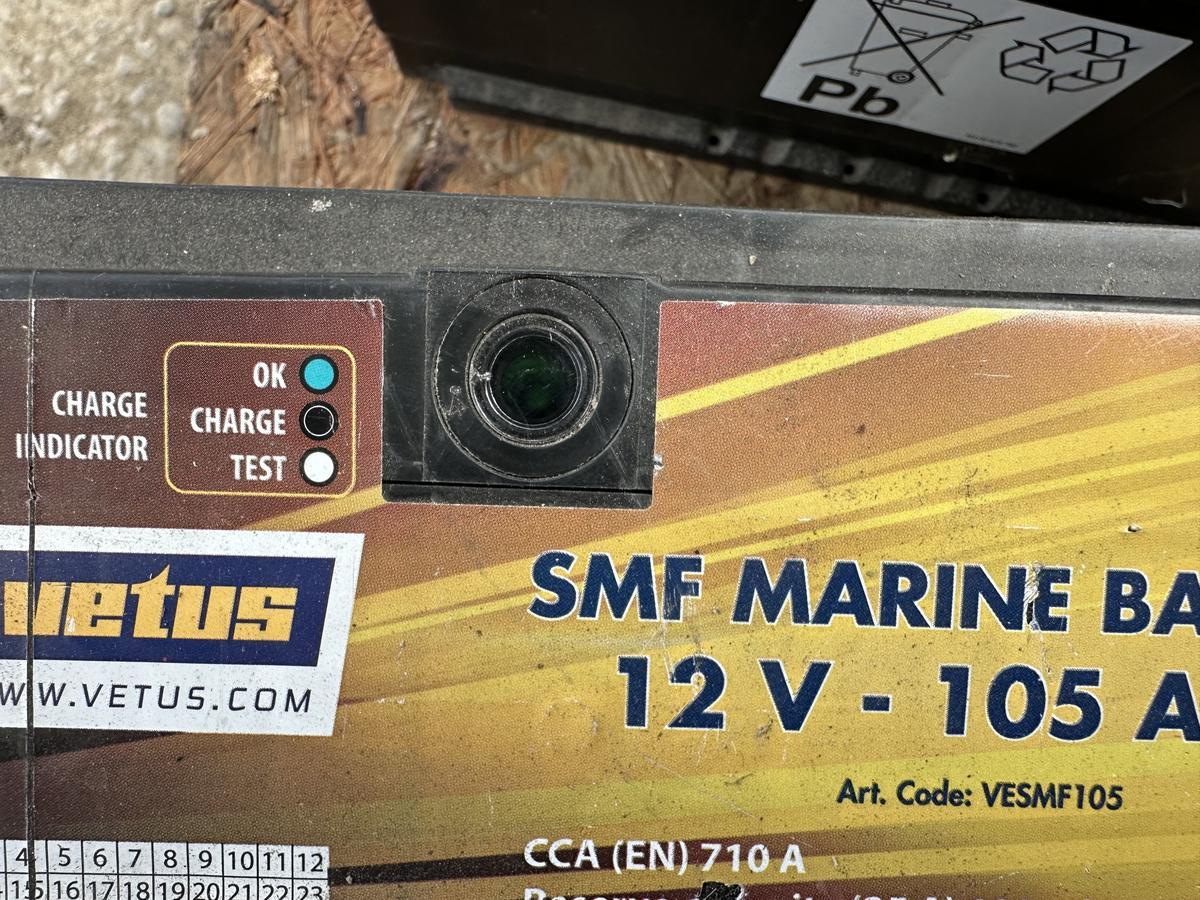 Pb
OK
CHARGE
TEST
CHARGE
INDICATOR
vetus
WWW.VETUS.COM
SMF MARINE BA
12 V - 105 A
Art. Code: VESMF105
CCA (EN) 710 A
4 5 6 7 8 9 10 11 12
15 16 17 18 19 20 21 22 23